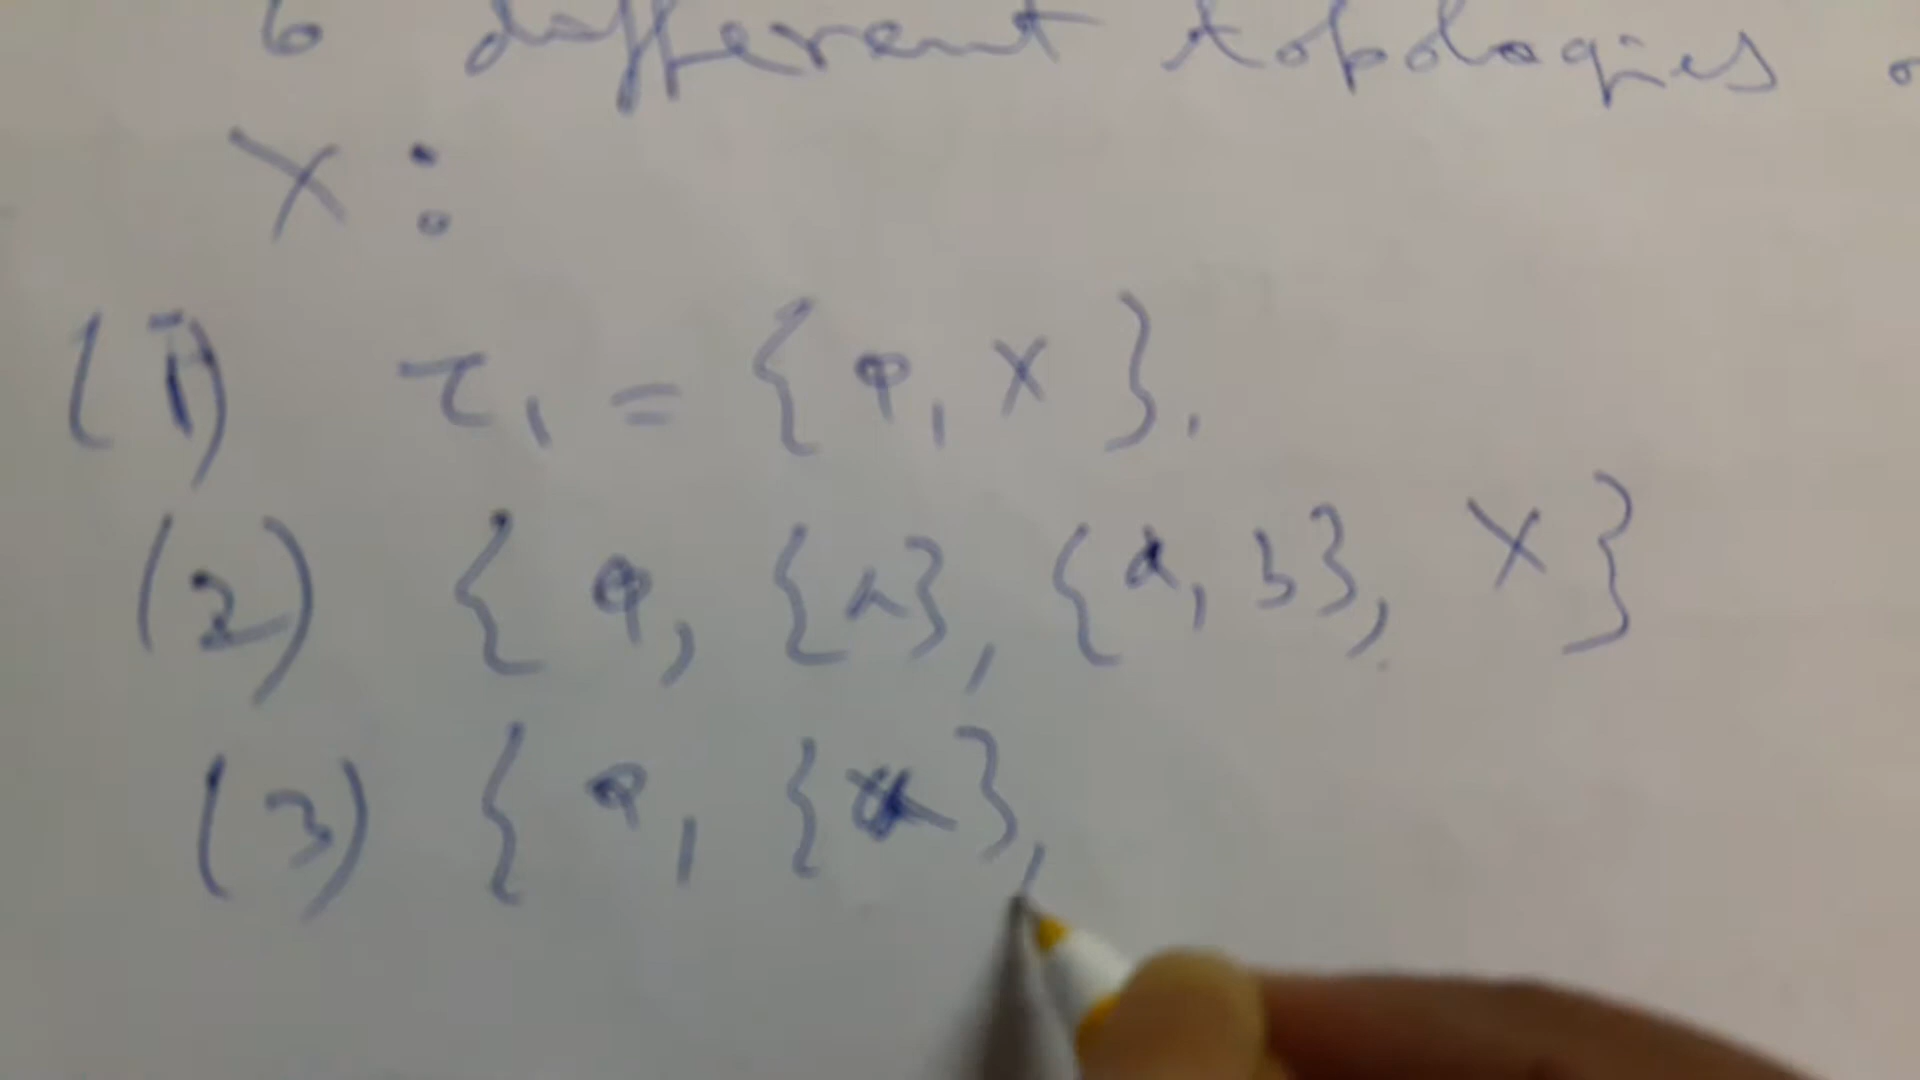 6 different topologies o
X :
(1) τ₁ = { φ, X }.
(2) { φ, {a}, {a, b}, X }
(3) { φ, {a},